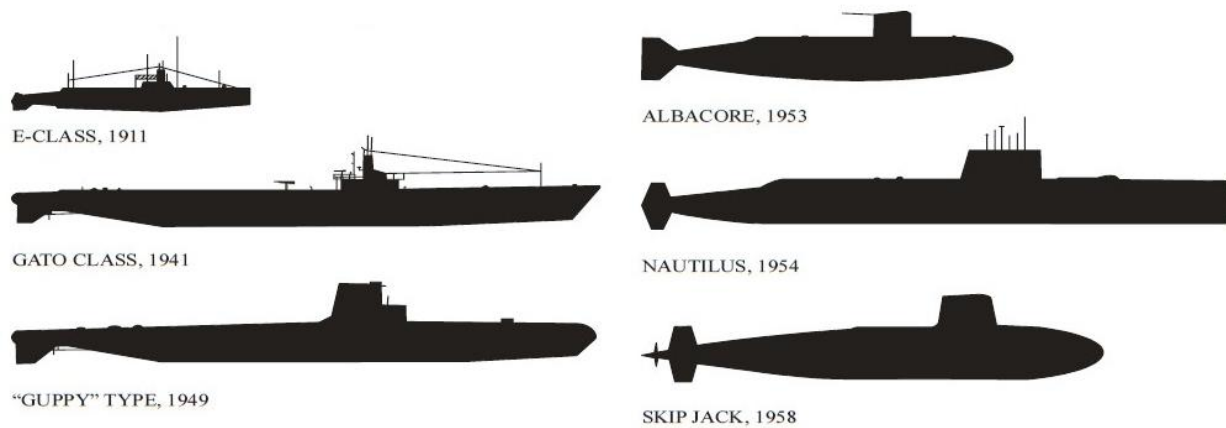 E-CLASS, 1911
GATO CLASS, 1941
“GUPPY” TYPE, 1949
ALBACORE, 1953
NAUTILUS, 1954
SKIP JACK, 1958